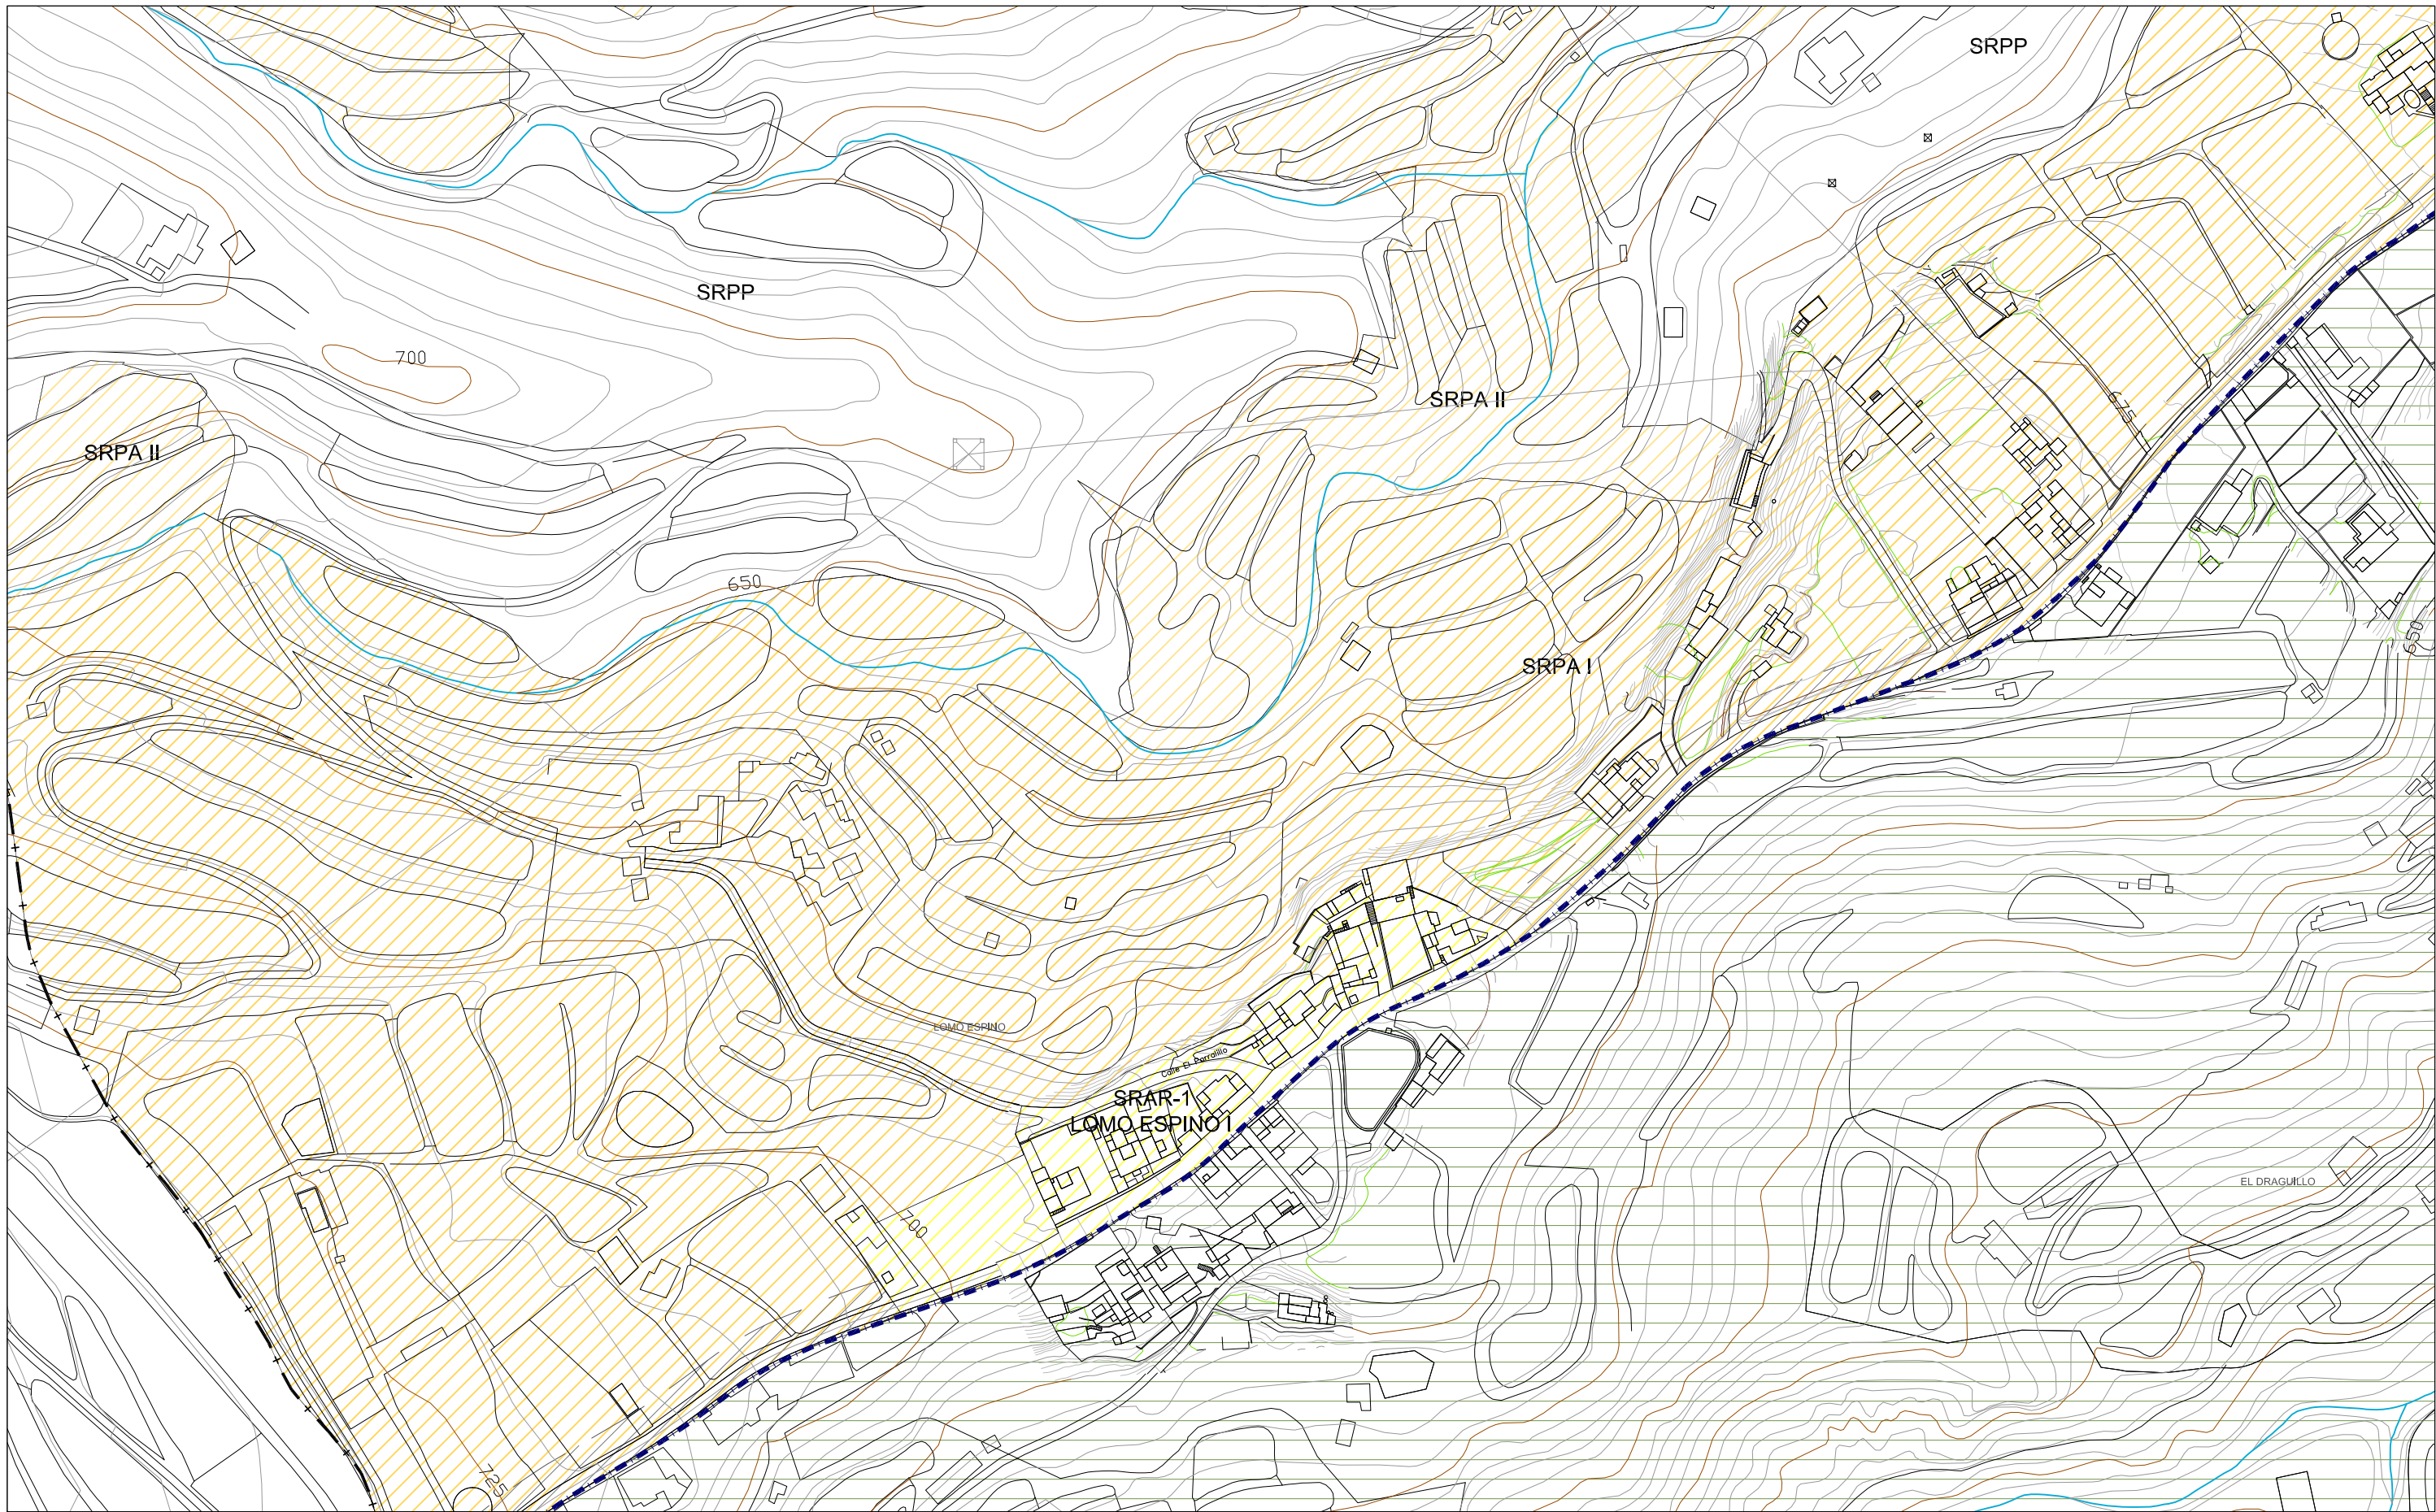 SRPP
SRPP
700
SRPA II
SRPA II
675
650
650
SRPA I
LOMO ESPINO
Calle El Parralillo
SRAR-1
LOMO ESPINO I
EL DRAGUILLO
700
725